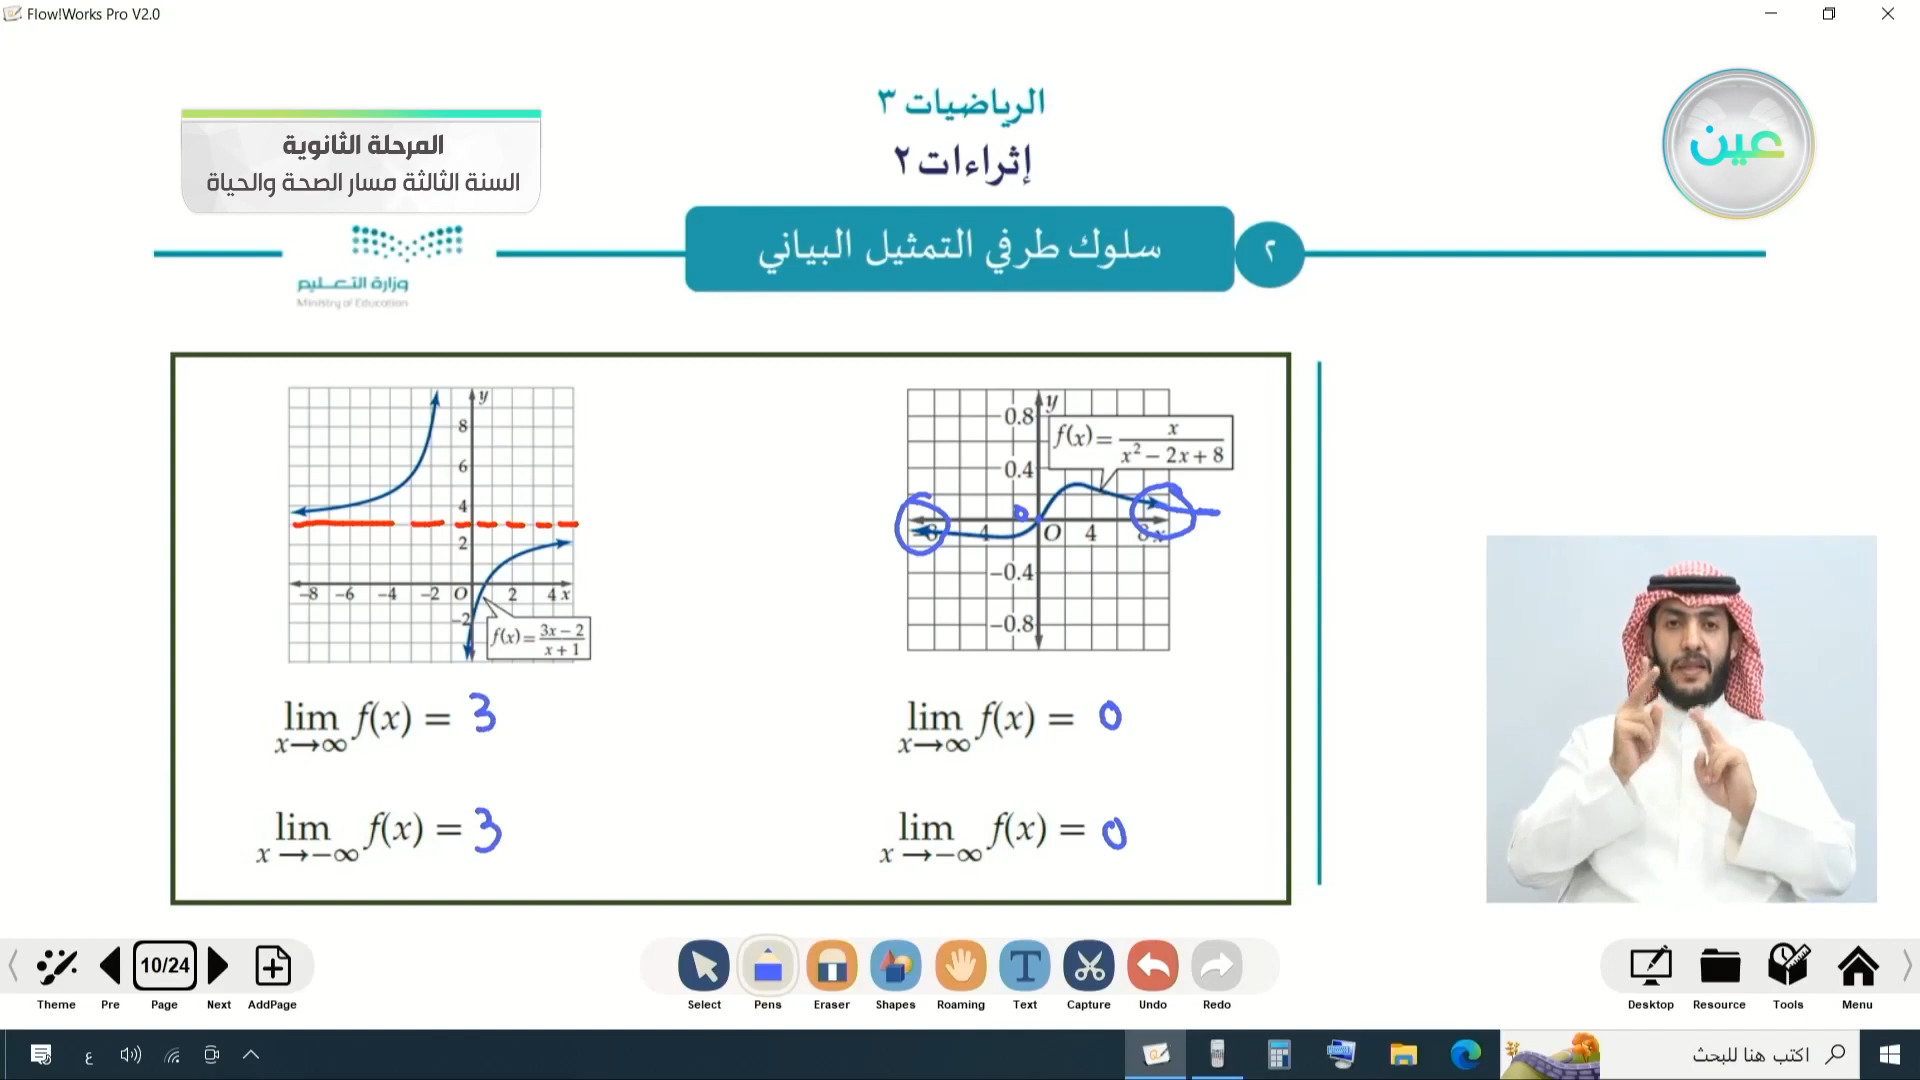 Flow!Works Pro V2.0
الرياضيات ٣
إثراءات ٢
المرحلة الثانوية
السنة الثالثة مسار الصحة والحياة
عين
٢
سلوك طرفي التمثيل البياني
وزارة التعليم
Ministry of Education
y
8
6
4
2
−8 −6 −4 −2 O 2 4 x
−2
f(x) = 3x − 2 / x + 1
lim x→∞ f(x) = 3
lim x→−∞ f(x) = 3
y
0.8
f(x) = x / x² − 2x + 8
0.4
0
−8 4 O 4 8 x
−0.4
−0.8
lim x→∞ f(x) = 0
lim x→−∞ f(x) = 0
10/24
Theme Pre Page Next AddPage
Select Pens Eraser Shapes Roaming Text Capture Undo Redo
Desktop Resource Tools Menu
ع
اكتب هنا للبحث